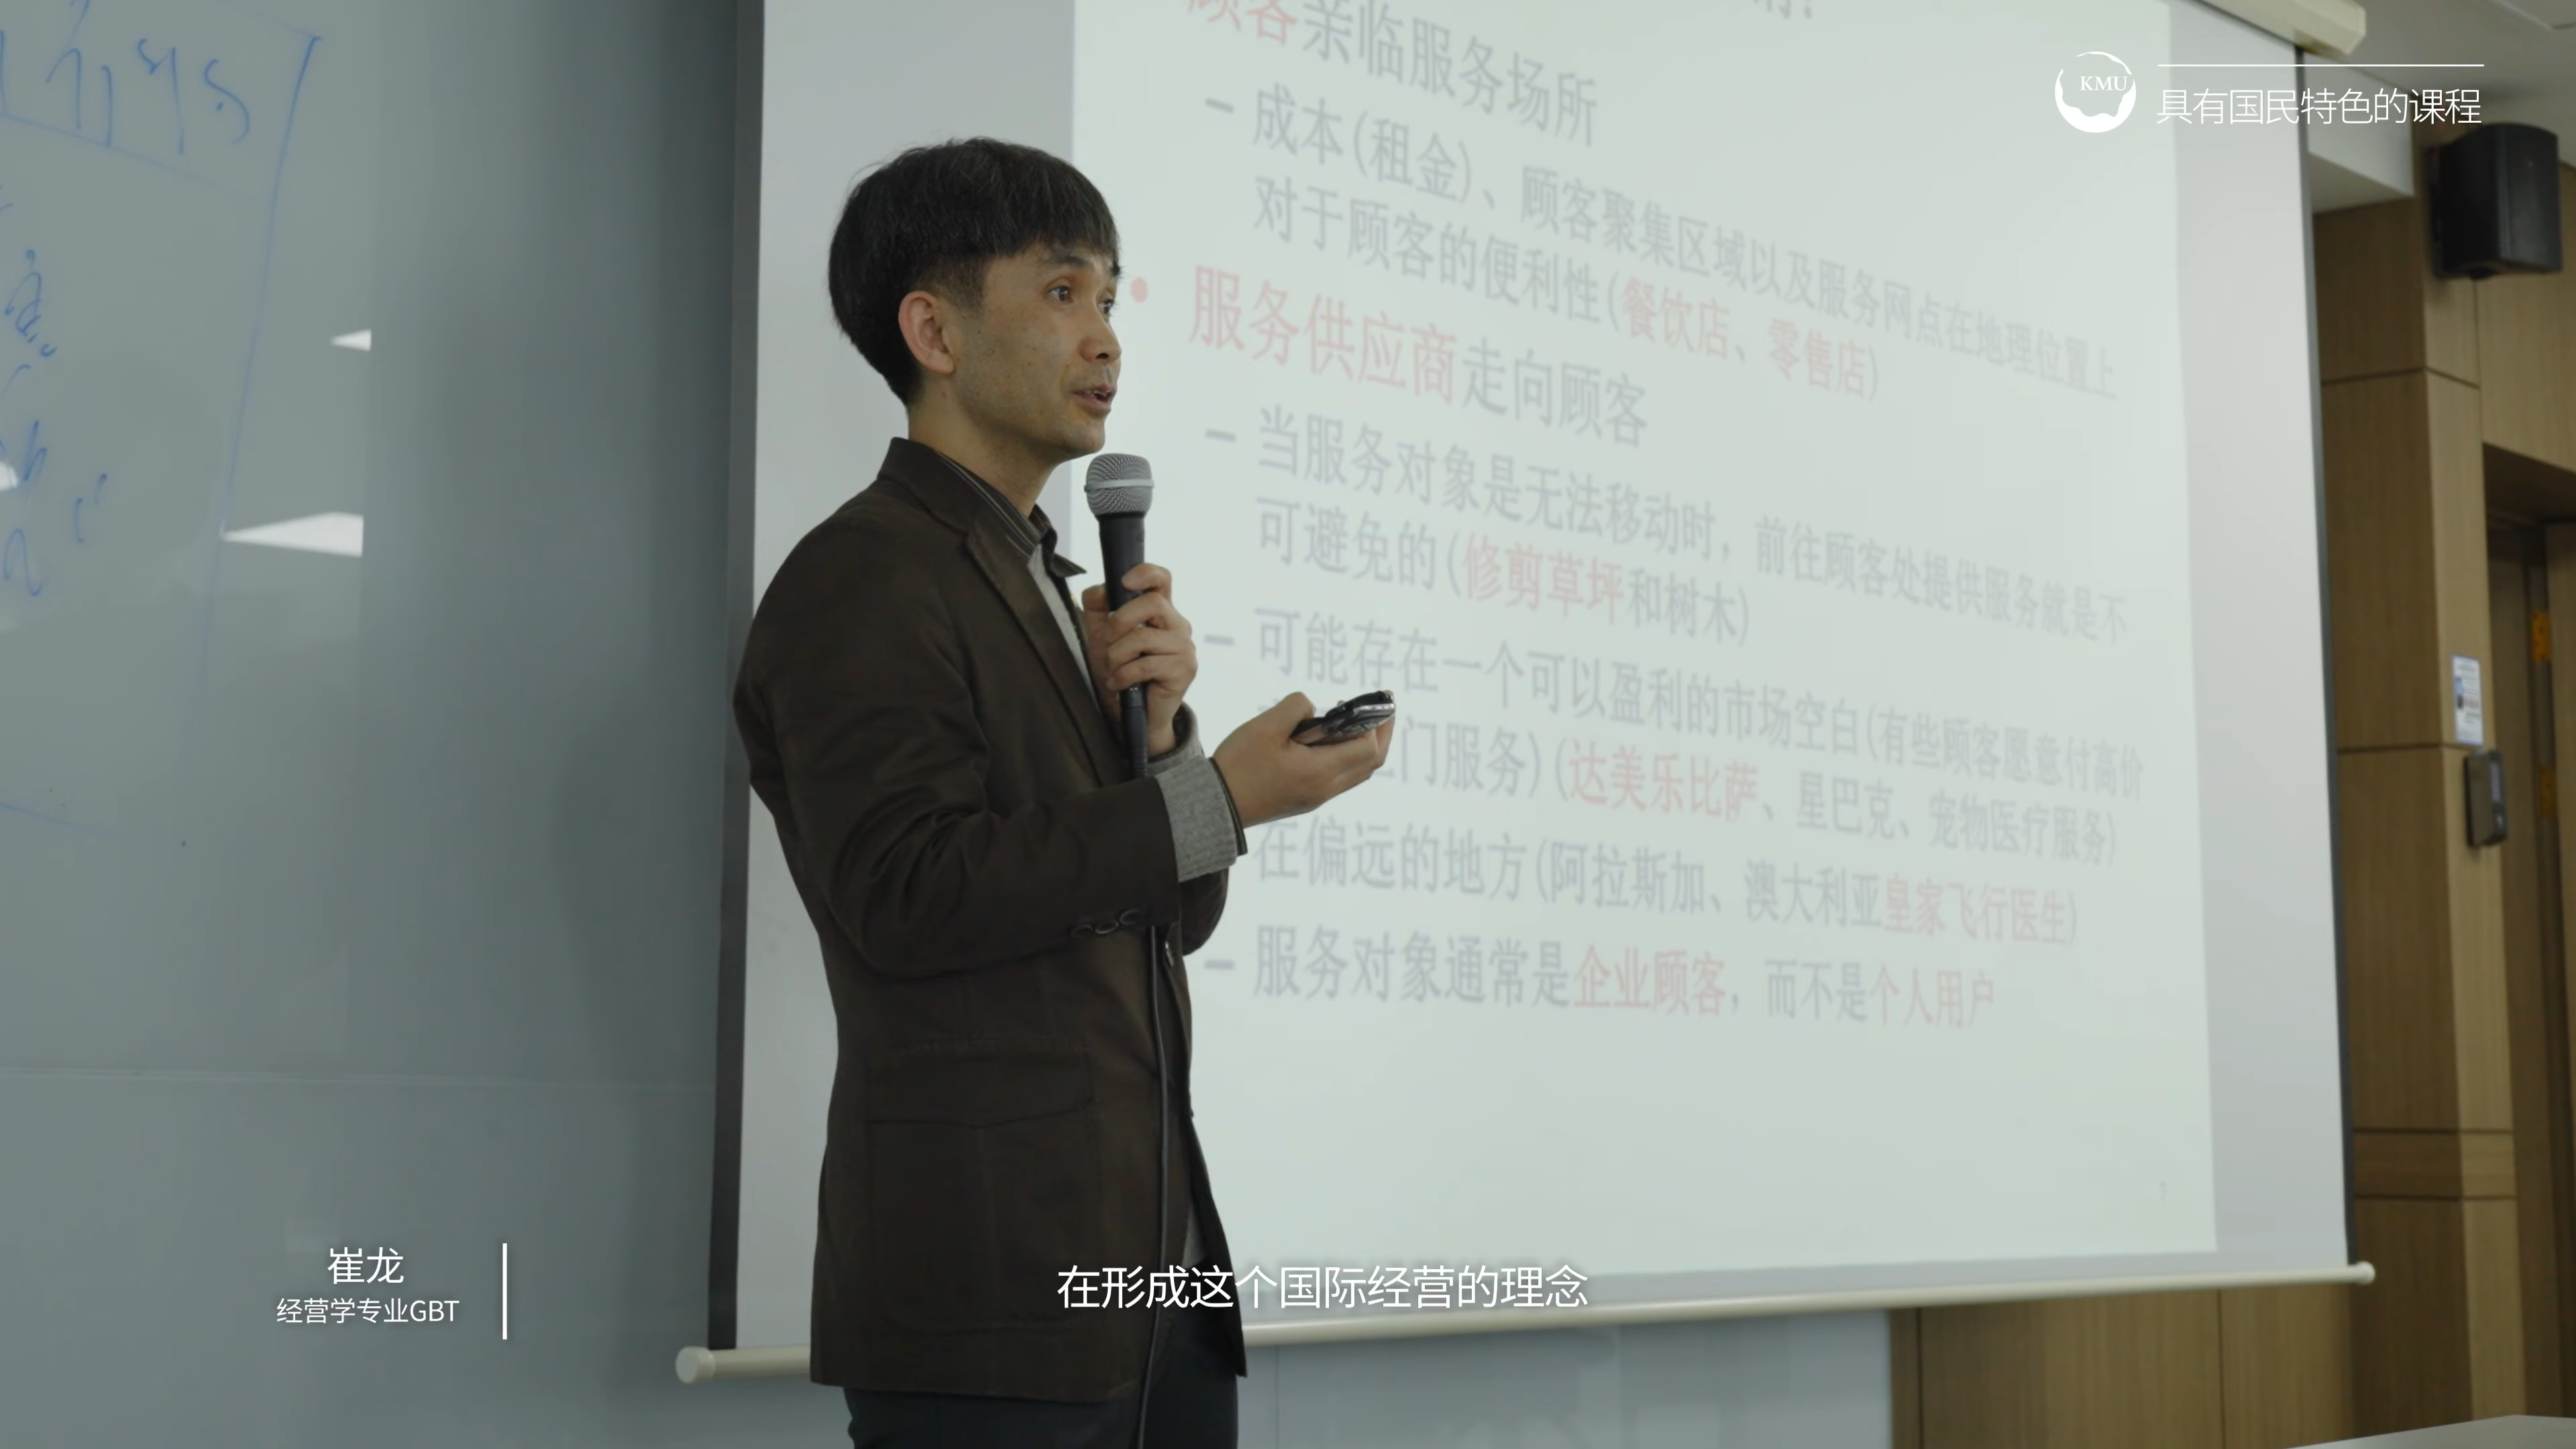 KMU
具有国民特色的课程
顾客亲临服务场所
– 成本(租金)、顾客聚集区域以及服务网点在地理位置上
对于顾客的便利性(餐饮店、零售店)
• 服务供应商走向顾客
– 当服务对象是无法移动时，前往顾客处提供服务就是不
可避免的(修剪草坪和树木)
– 可能存在一个可以盈利的市场空白(有些顾客愿意付高价
门服务)(达美乐比萨、星巴克、宠物医疗服务)
在偏远的地方(阿拉斯加、澳大利亚皇家飞行医生)
– 服务对象通常是企业顾客，而不是个人用户
崔龙
经营学专业GBT
在形成这个国际经营的理念